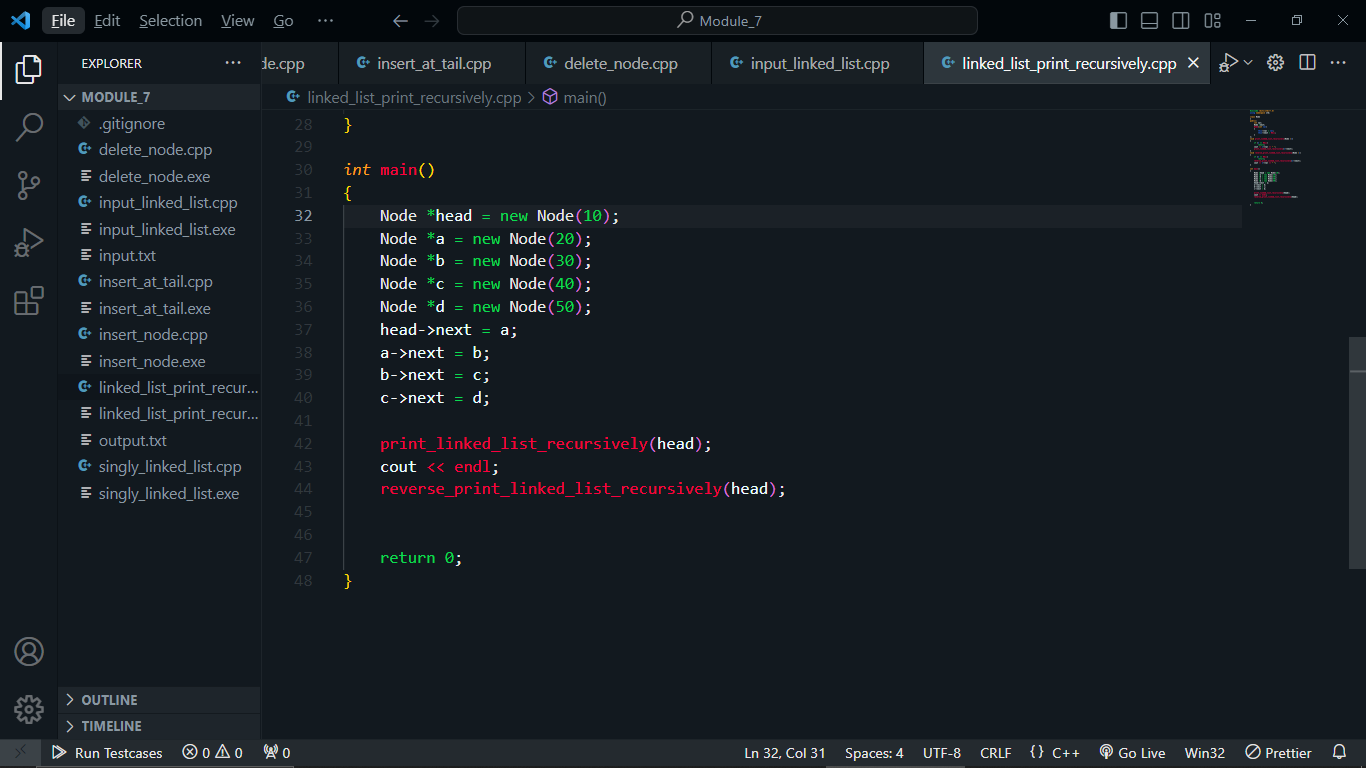 File Edit Selection View Go ··· Module_7
EXPLORER ···
de.cpp insert_at_tail.cpp delete_node.cpp input_linked_list.cpp linked_list_print_recursively.cpp
MODULE_7
linked_list_print_recursively.cpp > main()
.gitignore
delete_node.cpp
delete_node.exe
input_linked_list.cpp
input_linked_list.exe
input.txt
insert_at_tail.cpp
insert_at_tail.exe
insert_node.cpp
insert_node.exe
linked_list_print_recur...
linked_list_print_recur...
output.txt
singly_linked_list.cpp
singly_linked_list.exe
OUTLINE
TIMELINE
28 }
29
30 int main()
31 {
32 Node *head = new Node(10);
33 Node *a = new Node(20);
34 Node *b = new Node(30);
35 Node *c = new Node(40);
36 Node *d = new Node(50);
37 head->next = a;
38 a->next = b;
39 b->next = c;
40 c->next = d;
41
42 print_linked_list_recursively(head);
43 cout << endl;
44 reverse_print_linked_list_recursively(head);
45
46
47 return 0;
48 }
Run Testcases 0 0 0 Ln 32, Col 31 Spaces: 4 UTF-8 CRLF {} C++ Go Live Win32 Prettier